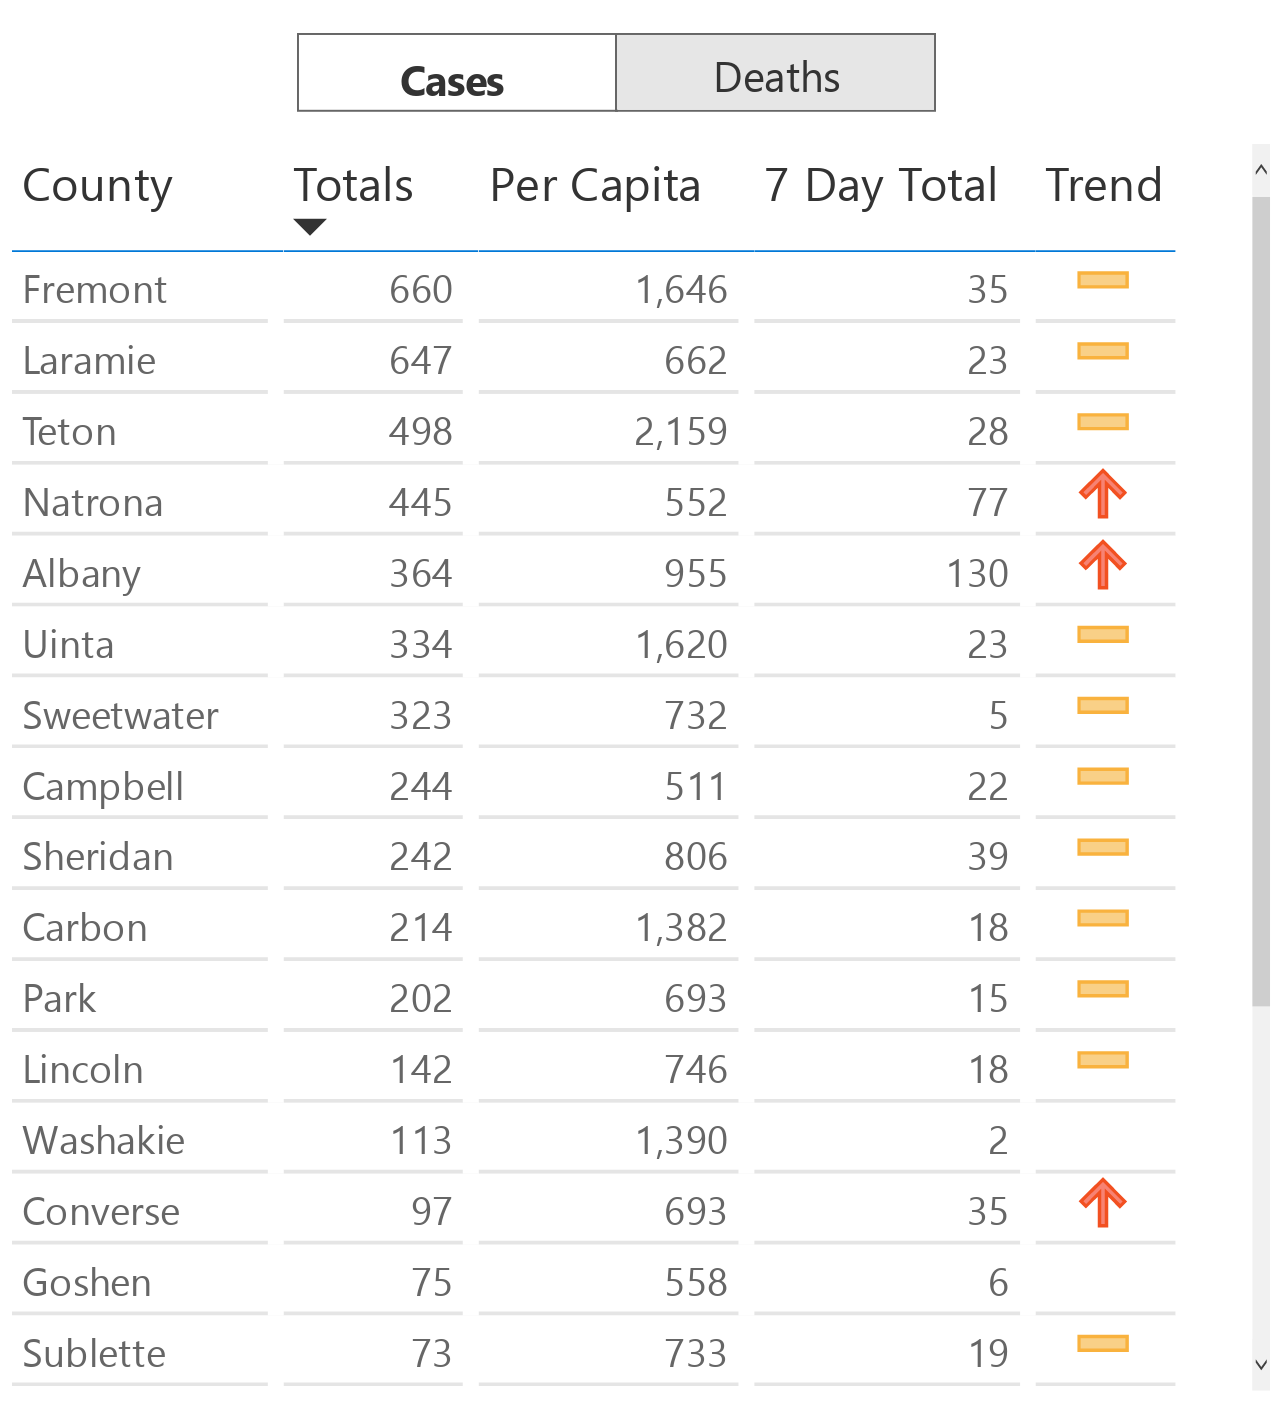 Cases Deaths
County Totals Per Capita 7 Day Total Trend
Fremont 660 1,646 35
Laramie 647 662 23
Teton 498 2,159 28
Natrona 445 552 77
Albany 364 955 130
Uinta 334 1,620 23
Sweetwater 323 732 5
Campbell 244 511 22
Sheridan 242 806 39
Carbon 214 1,382 18
Park 202 693 15
Lincoln 142 746 18
Washakie 113 1,390 2
Converse 97 693 35
Goshen 75 558 6
Sublette 73 733 19